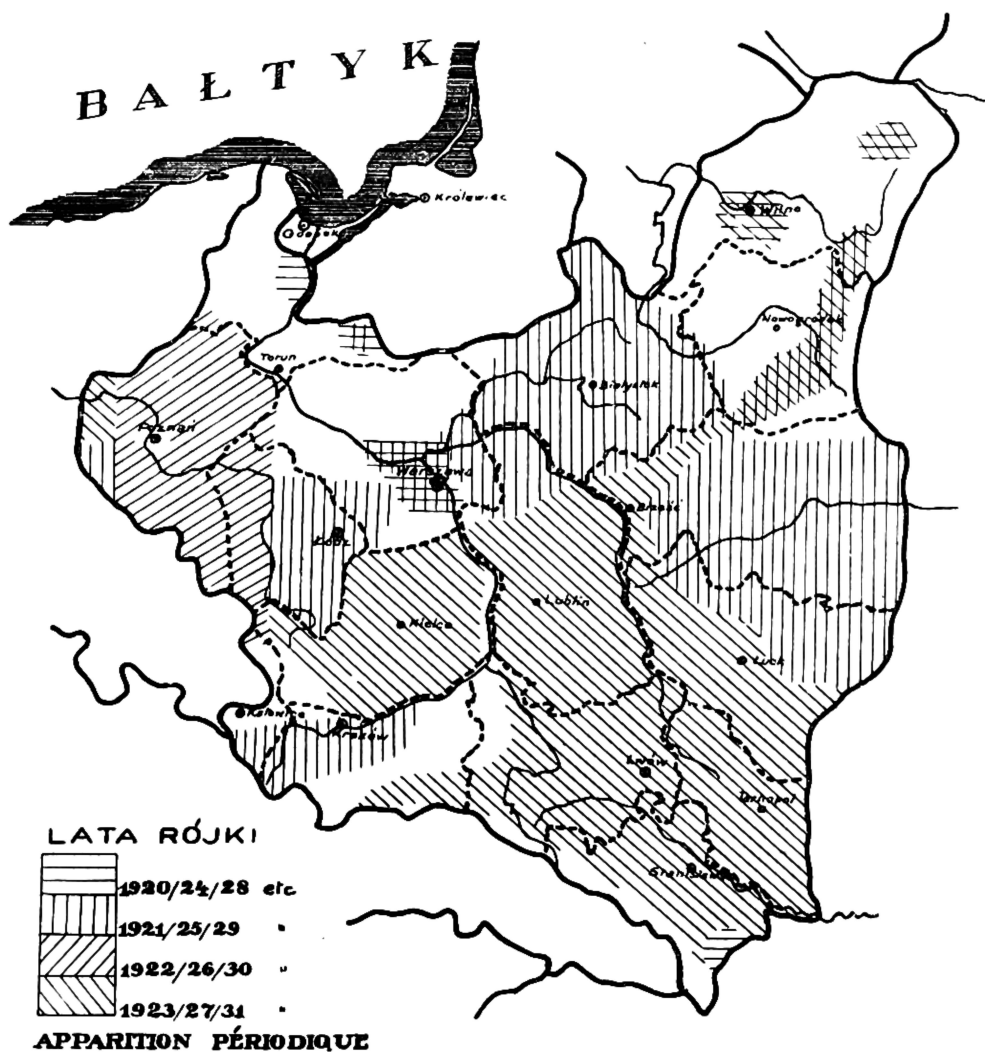 BAŁTYK
Królewiec
Gdańsk
Wilno
Nowogródek
Toruń
Białystok
Poznań
Warszawa
Brześć
Łódź
Lublin
Kielce
Łuck
Katowice
Kraków
Lwów
Tarnopol
LATA RÓJKI
1920/24/28 etc
1921/25/29 "
1922/26/30 "
1923/27/31 "
APPARITION PÉRIODIQUE